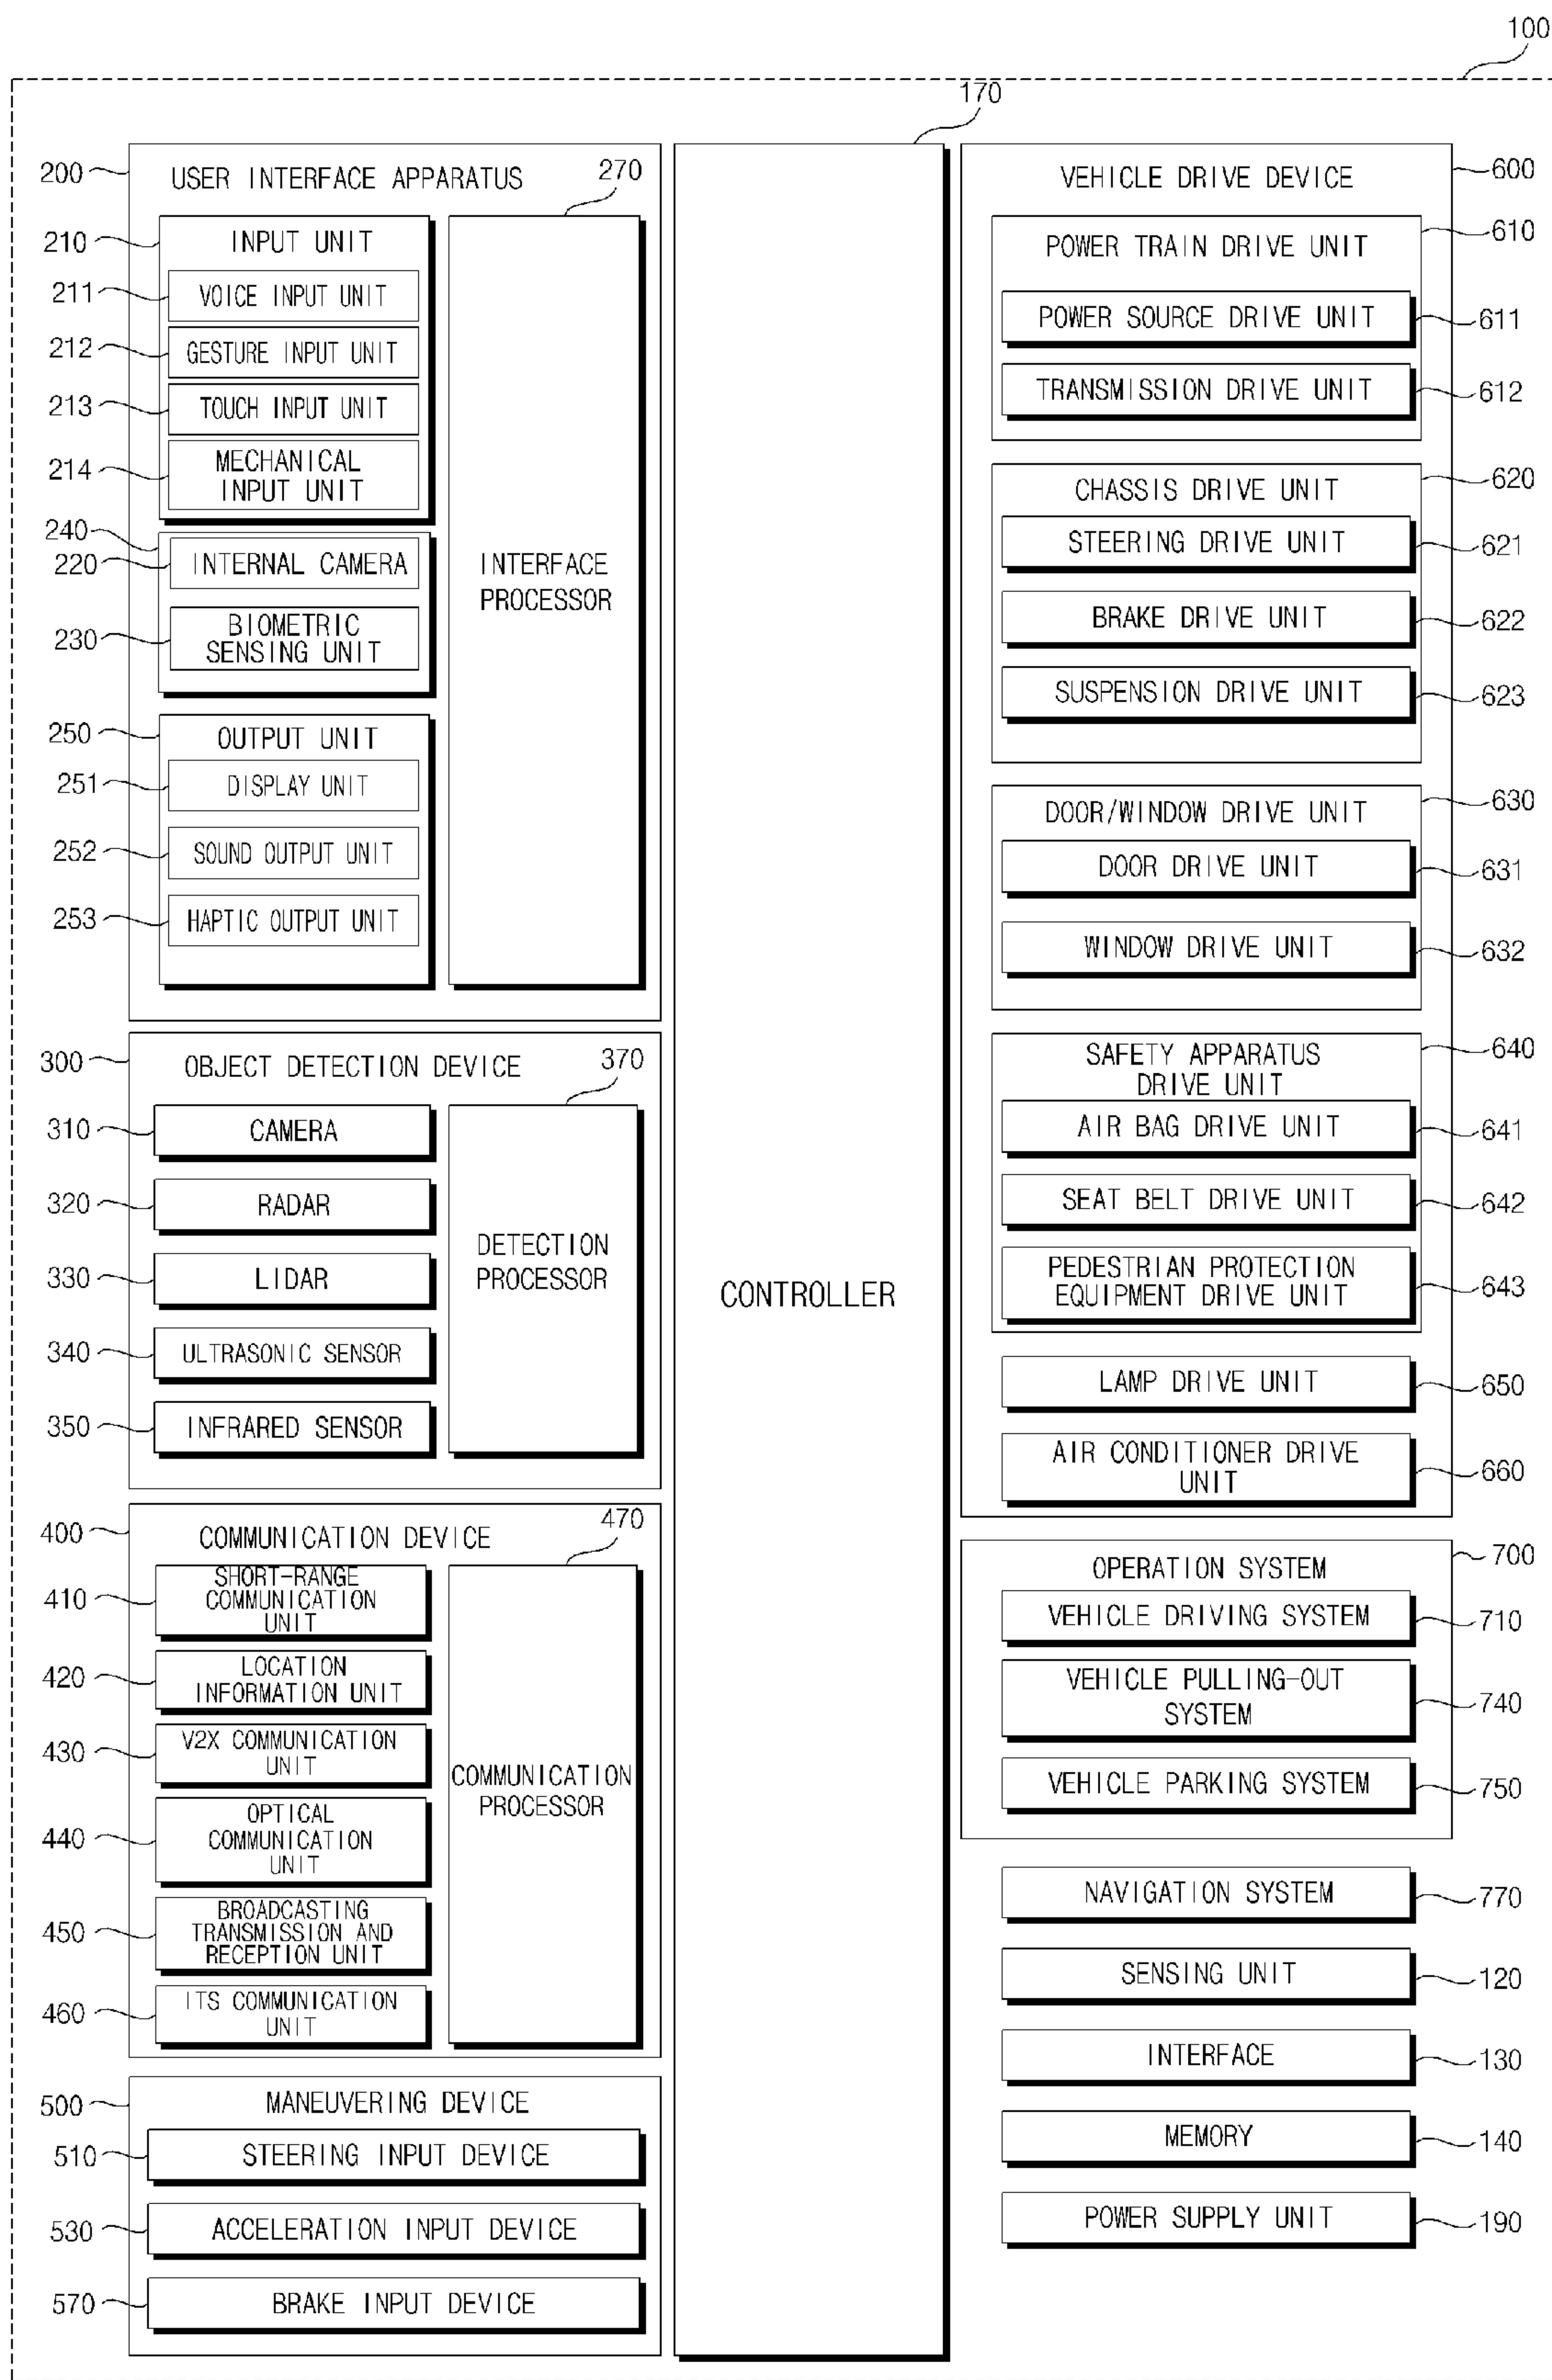 100
170
200
USER INTERFACE APPARATUS
270
210
INPUT UNIT
211
VOICE INPUT UNIT
212
GESTURE INPUT UNIT
213
TOUCH INPUT UNIT
214
MECHANICAL
INPUT UNIT
240
220
INTERNAL CAMERA
230
BIOMETRIC
SENSING UNIT
INTERFACE
PROCESSOR
250
OUTPUT UNIT
251
DISPLAY UNIT
252
SOUND OUTPUT UNIT
253
HAPTIC OUTPUT UNIT
300
OBJECT DETECTION DEVICE
370
310
CAMERA
320
RADAR
330
LIDAR
340
ULTRASONIC SENSOR
350
INFRARED SENSOR
DETECTION
PROCESSOR
400
COMMUNICATION DEVICE
470
410
SHORT-RANGE
COMMUNICATION
UNIT
420
LOCATION
INFORMATION UNIT
430
V2X COMMUNICATION
UNIT
440
OPTICAL
COMMUNICATION
UNIT
450
BROADCASTING
TRANSMISSION AND
RECEPTION UNIT
460
ITS COMMUNICATION
UNIT
COMMUNICATION
PROCESSOR
500
MANEUVERING DEVICE
510
STEERING INPUT DEVICE
530
ACCELERATION INPUT DEVICE
570
BRAKE INPUT DEVICE
CONTROLLER
VEHICLE DRIVE DEVICE
600
POWER TRAIN DRIVE UNIT
610
POWER SOURCE DRIVE UNIT
611
TRANSMISSION DRIVE UNIT
612
CHASSIS DRIVE UNIT
620
STEERING DRIVE UNIT
621
BRAKE DRIVE UNIT
622
SUSPENSION DRIVE UNIT
623
DOOR/WINDOW DRIVE UNIT
630
DOOR DRIVE UNIT
631
WINDOW DRIVE UNIT
632
SAFETY APPARATUS
DRIVE UNIT
640
AIR BAG DRIVE UNIT
641
SEAT BELT DRIVE UNIT
642
PEDESTRIAN PROTECTION
EQUIPMENT DRIVE UNIT
643
LAMP DRIVE UNIT
650
AIR CONDITIONER DRIVE
UNIT
660
OPERATION SYSTEM
700
VEHICLE DRIVING SYSTEM
710
VEHICLE PULLING-OUT
SYSTEM
740
VEHICLE PARKING SYSTEM
750
NAVIGATION SYSTEM
770
SENSING UNIT
120
INTERFACE
130
MEMORY
140
POWER SUPPLY UNIT
190